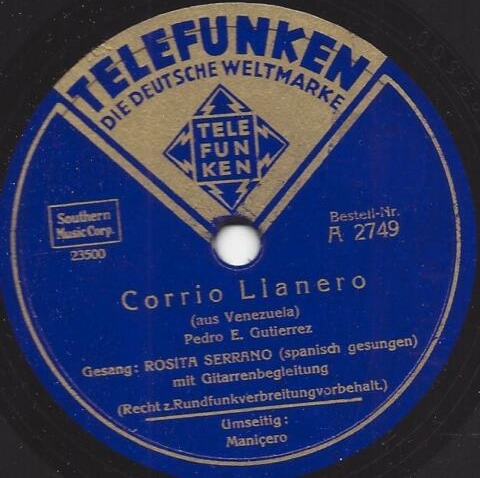 TELEFUNKEN
DIE DEUTSCHE WELTMARKE
TELE
FUN
KEN
Southern
Music Corp.
23500
Bestell-Nr.
A 2749
Corrio Llanero
(aus Venezuela)
Pedro E. Gutierrez
Gesang: ROSITA SERRANO (spanisch gesungen)
mit Gitarrenbegleitung
(Recht z.Rundfunkverbreitungvorbehalt.)
Umseitig:
Maniçero